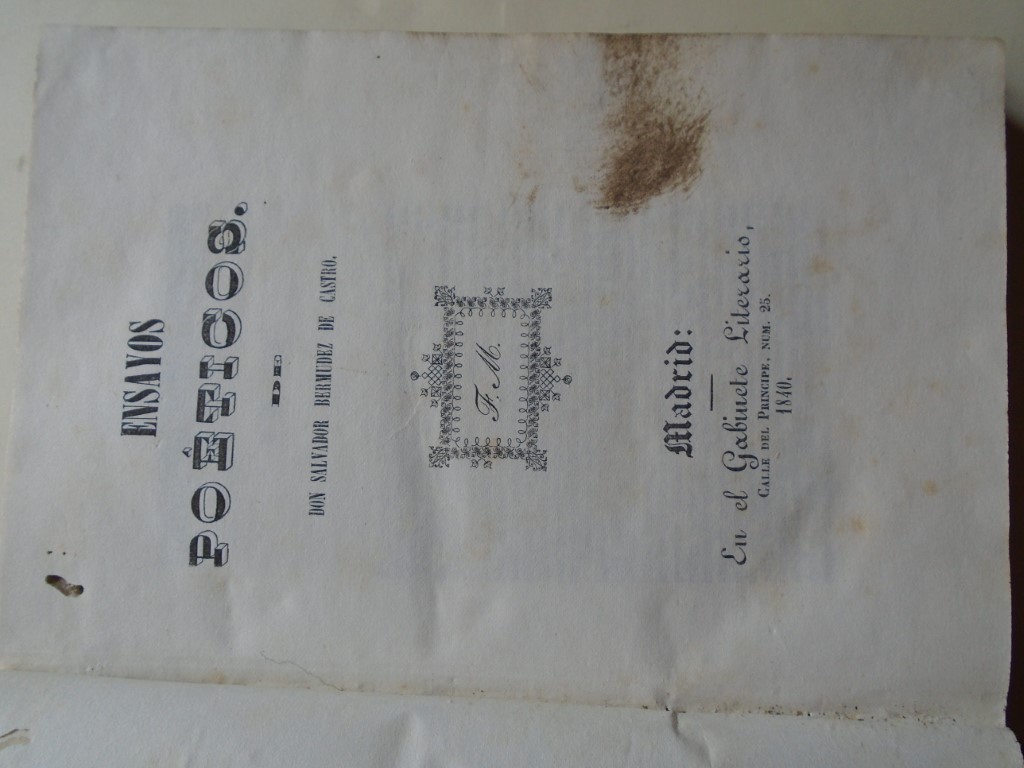 ENSAYOS
POÉTICOS.
DE
DON SALVADOR BERMUDEZ DE CASTRO.
F. M.
Madrid:
En el Gabinete Literario,
CALLE DEL PRINCIPE, NUM. 25.
1840.